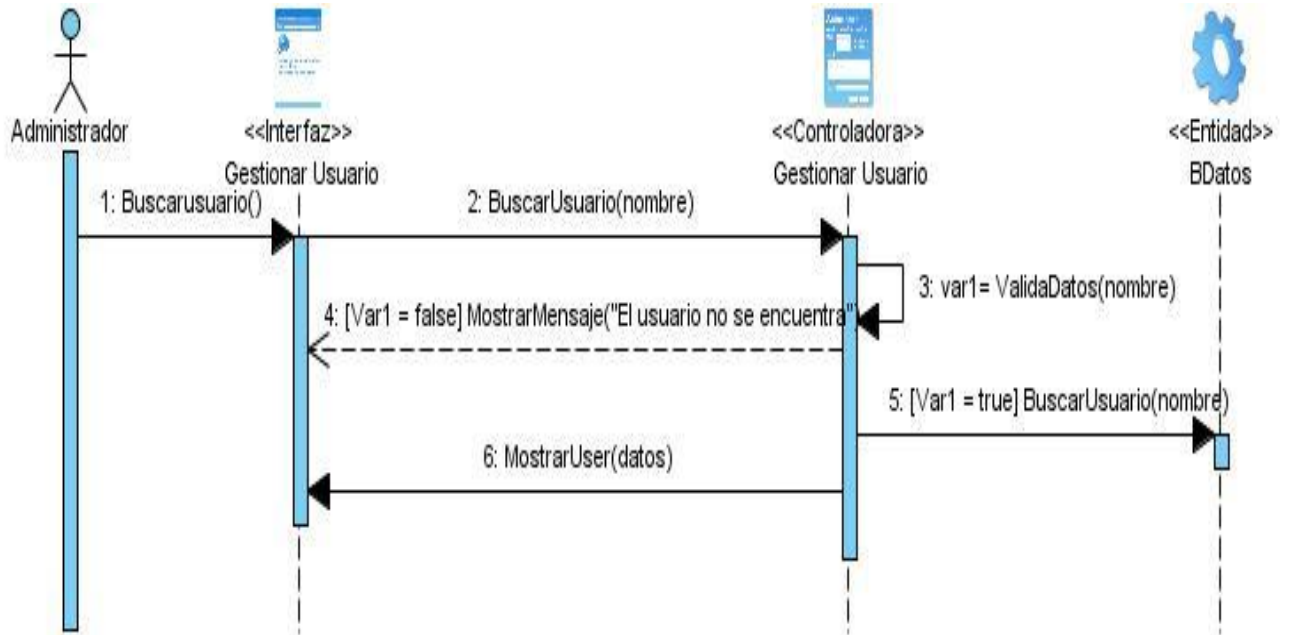 Administrador
<<Interfaz>>
Gestionar Usuario
<<Controladora>>
Gestionar Usuario
<<Entidad>>
BDatos
1: Buscarusuario()
2: BuscarUsuario(nombre)
3: var1= ValidaDatos(nombre)
4: [Var1 = false] MostrarMensaje("El usuario no se encuentra"
5: [Var1 = true] BuscarUsuario(nombre)
6: MostrarUser(datos)